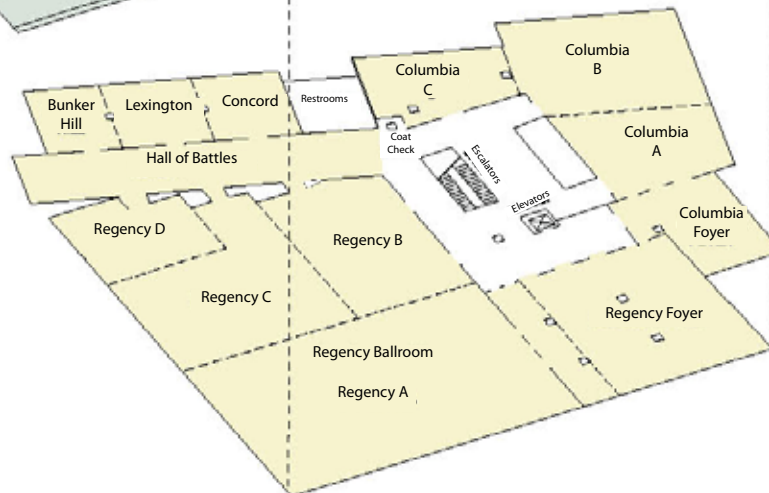 Columbia
B
Columbia
C
Bunker
Hill
Lexington
Concord
Restrooms
Coat
Check
Columbia
A
Hall of Battles
Escalators
Elevators
Columbia
Foyer
Regency D
Regency B
Regency C
Regency Foyer
Regency Ballroom
Regency A